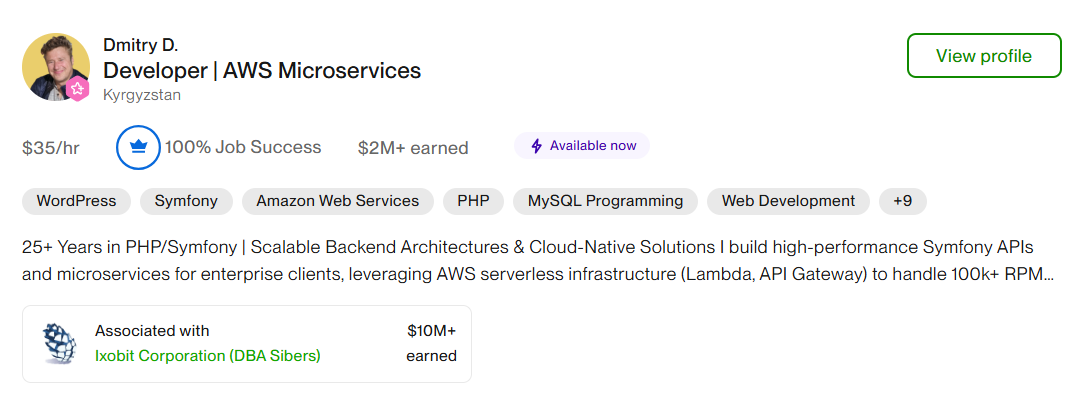 Dmitry D.
Developer | AWS Microservices
Kyrgyzstan
View profile
$35/hr
100% Job Success
$2M+ earned
Available now
WordPress
Symfony
Amazon Web Services
PHP
MySQL Programming
Web Development
+9
25+ Years in PHP/Symfony | Scalable Backend Architectures & Cloud-Native Solutions I build high-performance Symfony APIs
and microservices for enterprise clients, leveraging AWS serverless infrastructure (Lambda, API Gateway) to handle 100k+ RPM...
Associated with
Ixobit Corporation (DBA Sibers)
$10M+
earned